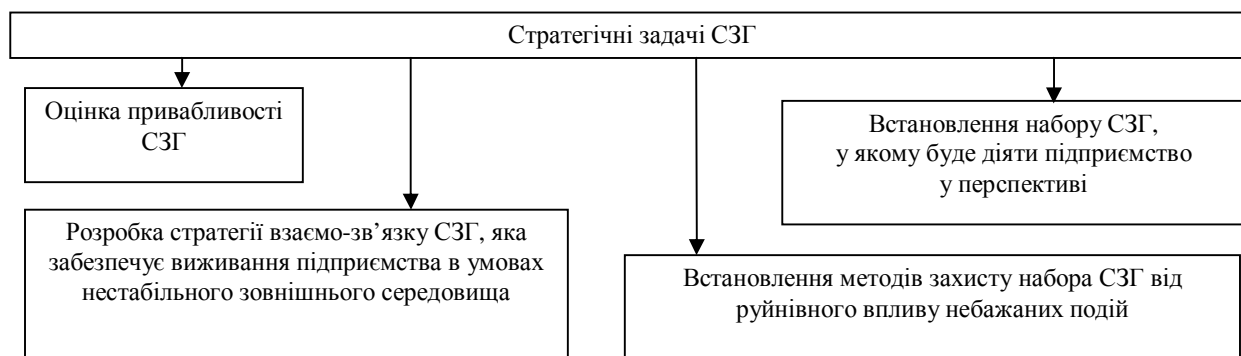 Стратегічні задачі СЗГ
Оцінка привабливості
СЗГ
Встановлення набору СЗГ,
у якому буде діяти підприємство
у перспективі
Розробка стратегії взаємо-зв’язку СЗГ, яка
забезпечує виживання підприємства в умовах
нестабільного зовнішнього середовища
Встановлення методів захисту набора СЗГ від
руйнівного впливу небажаних подій